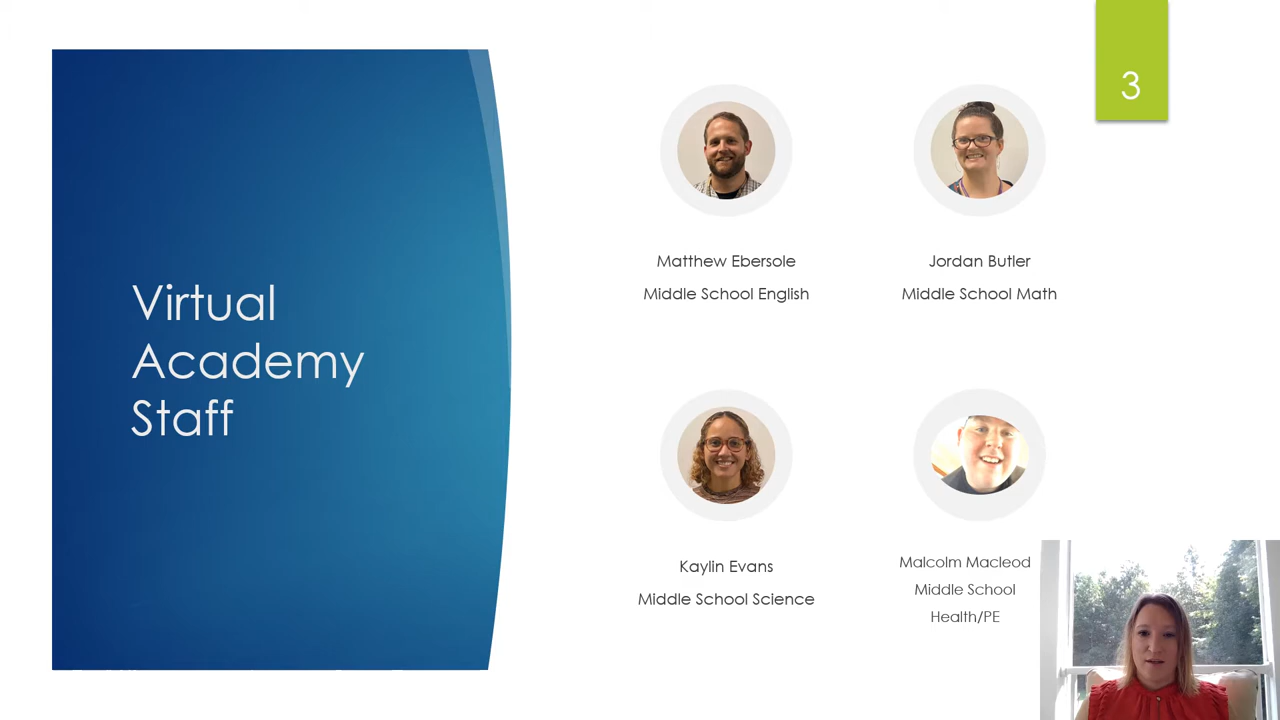 3
Virtual
Academy
Staff
Matthew Ebersole
Middle School English
Jordan Butler
Middle School Math
Kaylin Evans
Middle School Science
Malcolm Macleod
Middle School
Health/PE